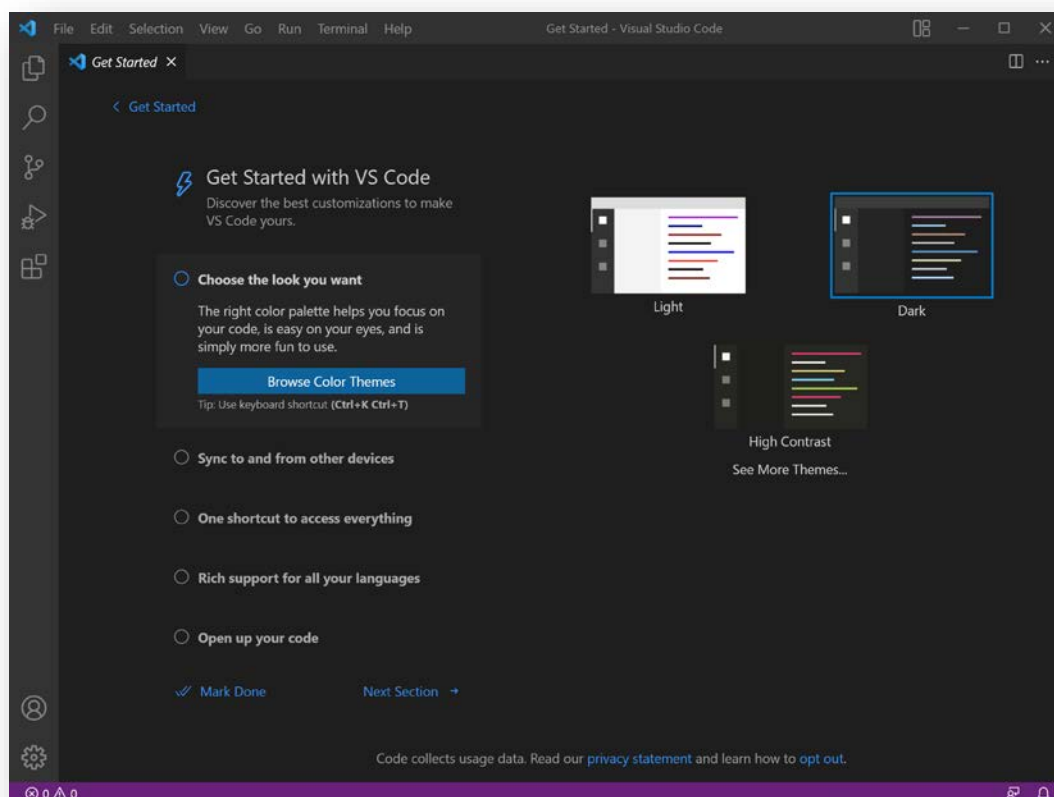 File Edit Selection View Go Run Terminal Help Get Started - Visual Studio Code
Get Started
Get Started
Get Started with VS Code
Discover the best customizations to make
VS Code yours.
Choose the look you want
The right color palette helps you focus on
your code, is easy on your eyes, and is
simply more fun to use.
Browse Color Themes
Tip: Use keyboard shortcut (Ctrl+K Ctrl+T)
Sync to and from other devices
One shortcut to access everything
Rich support for all your languages
Open up your code
Mark Done
Next Section
Light
Dark
High Contrast
See More Themes...
Code collects usage data. Read our privacy statement and learn how to opt out.
0 0